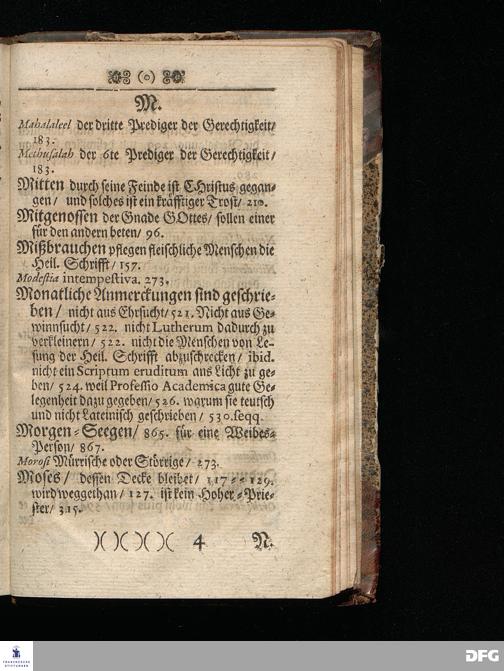 (o)
M.
Mahalaleel der dritte Prediger der Gerechtigkeit/
183.
Methusalah der 6te Prediger der Gerechtigkeit/
183.
Mitten durch seine Feinde ist CHristus gegan-
gen/ und solches ist ein kräfftiger Trost/ 210.
Mitgenossen der Gnade GOttes/ sollen einer
für den andern beten/ 96.
Mißbrauchen pflegen fleischliche Menschen die
Heil. Schrifft/ 157.
Modestia intempestiva. 273.
Monatliche Anmerckungen sind geschrie-
ben/ nicht aus Ehrsucht/ 521. Nicht aus Ge-
winnsucht/ 522. nicht Lutherum dadurch zu
verkleinern/ 522. nicht die Menschen von Le-
sung der Heil. Schrifft abzuschrecken/ ibid.
nicht ein Scriptum eruditum ans Licht zu ge-
ben/ 524. weil Professio Academica gute Ge-
legenheit dazu gegeben/ 526. warum sie teutsch
und nicht Lateinisch geschrieben/ 530.seqq.
Morgen-Seegen/ 865. für eine Weibes-
Person/ 867.
Morosi Mürrische oder Störrige/ 273.
Moses/ dessen Decke bleibet/ 117--129.
wird weggethan/ 127. ist kein Hoher-Prie-
ster/ 315.
)( )( )( )( 4 N.
FRANCKESCHE
STIFTUNGEN
DFG